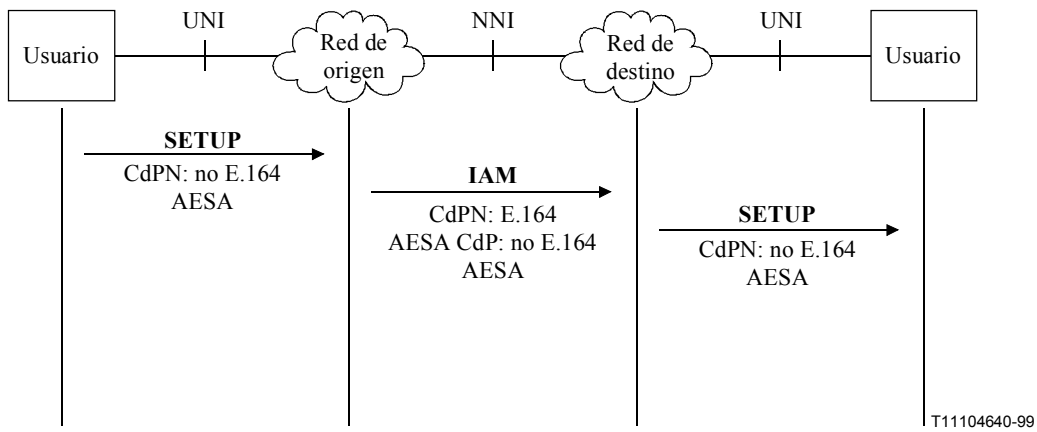 UNI
NNI
UNI
Usuario
Red de
origen
Red de
destino
Usuario
SETUP
CdPN: no E.164
AESA
IAM
CdPN: E.164
AESA CdP: no E.164
AESA
SETUP
CdPN: no E.164
AESA
T11104640-99